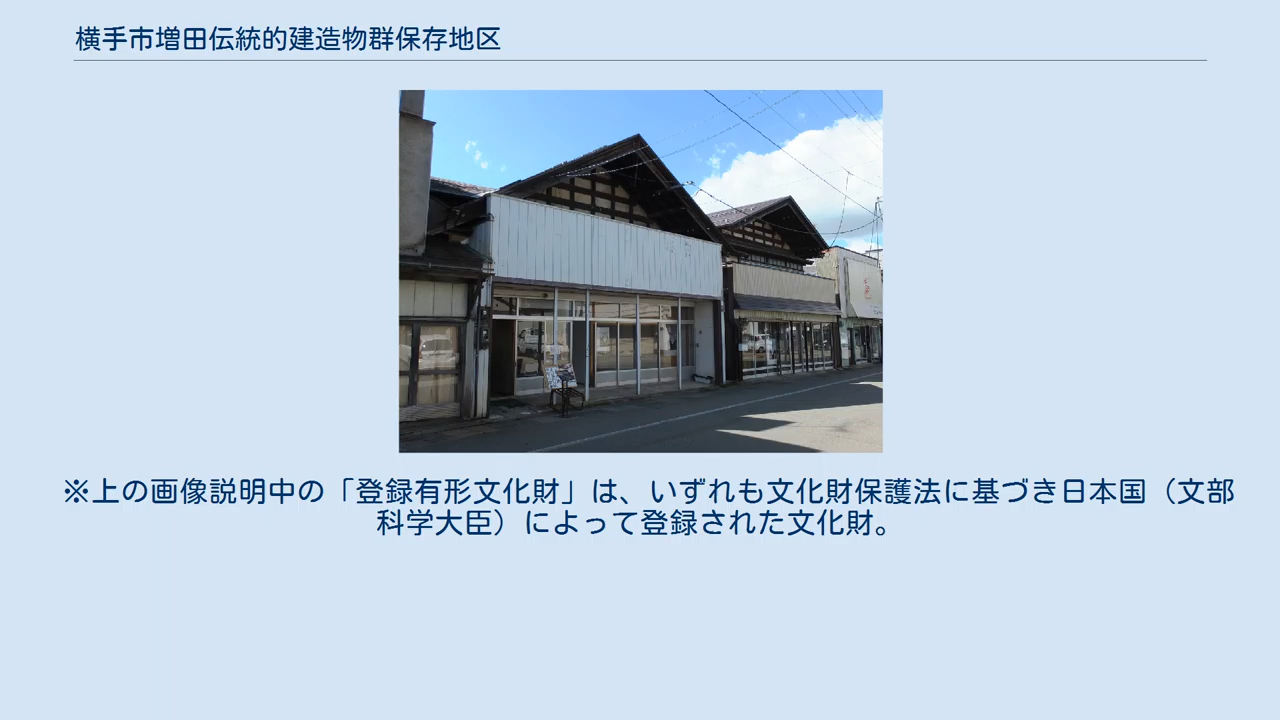 横手市増田伝統的建造物群保存地区
※上の画像説明中の「登録有形文化財」は、いずれも文化財保護法に基づき日本国（文部
科学大臣）によって登録された文化財。